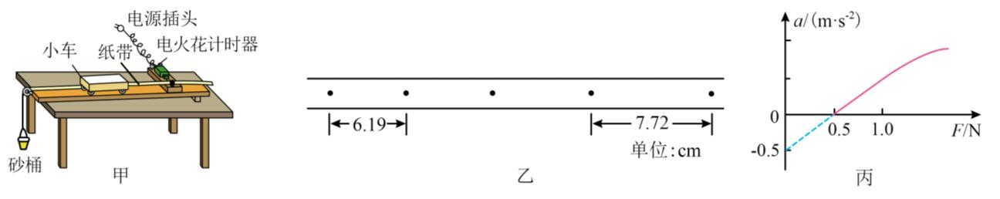 电源插头
小车
纸带
电火花计时器
砂桶
甲
6.19
7.72
单位:cm
乙
a/(m·s⁻²)
0
0.5
1.0
F/N
-0.5
丙